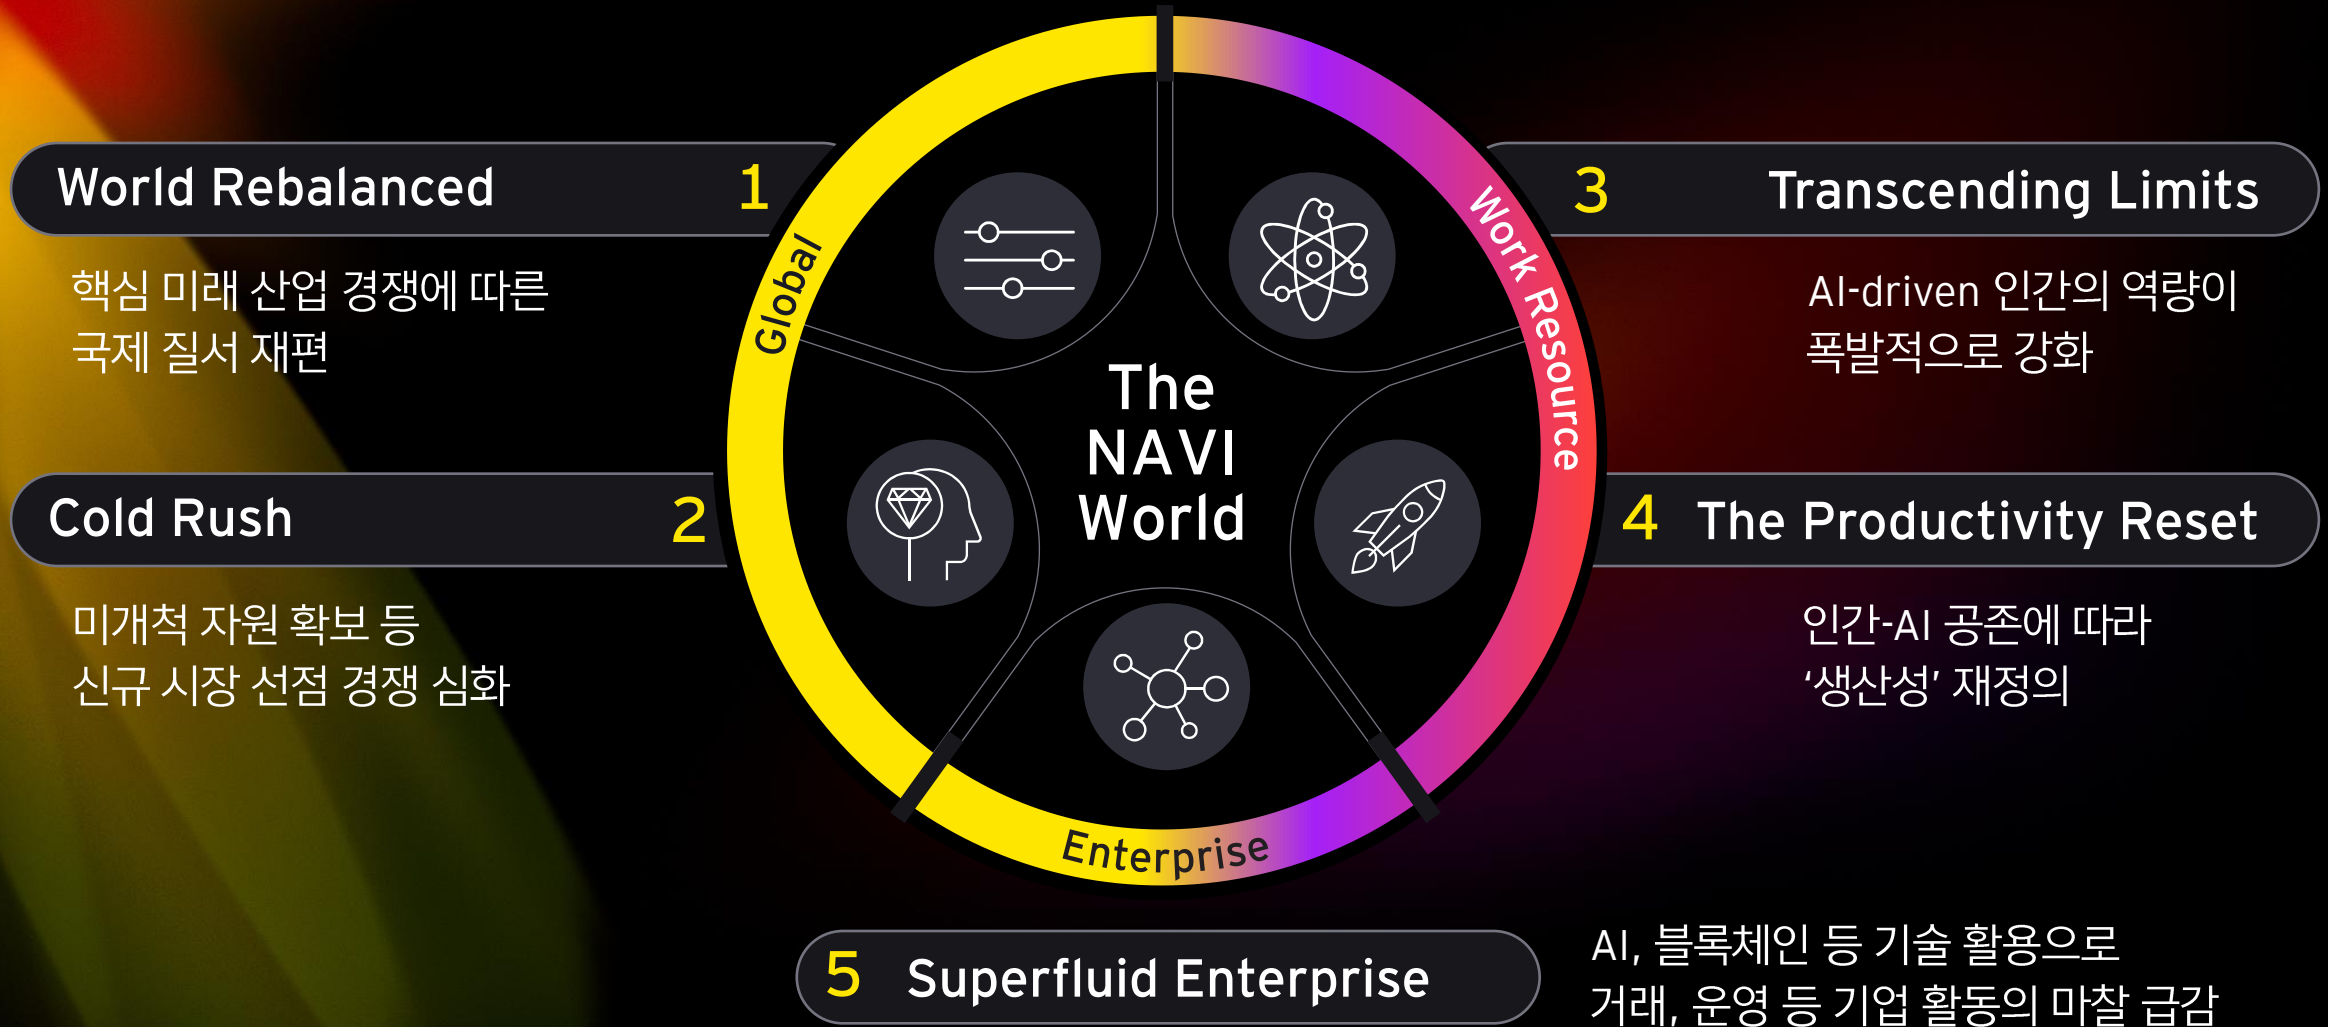 World Rebalanced 1
핵심 미래 산업 경쟁에 따른
국제 질서 재편
Cold Rush 2
미개척 자원 확보 등
신규 시장 선점 경쟁 심화
Global
The
NAVI
World
Work Resource
Enterprise
3 Transcending Limits
AI-driven 인간의 역량이
폭발적으로 강화
4 The Productivity Reset
인간-AI 공존에 따라
‘생산성’ 재정의
5 Superfluid Enterprise
AI, 블록체인 등 기술 활용으로
거래, 운영 등 기업 활동의 마찰 급감